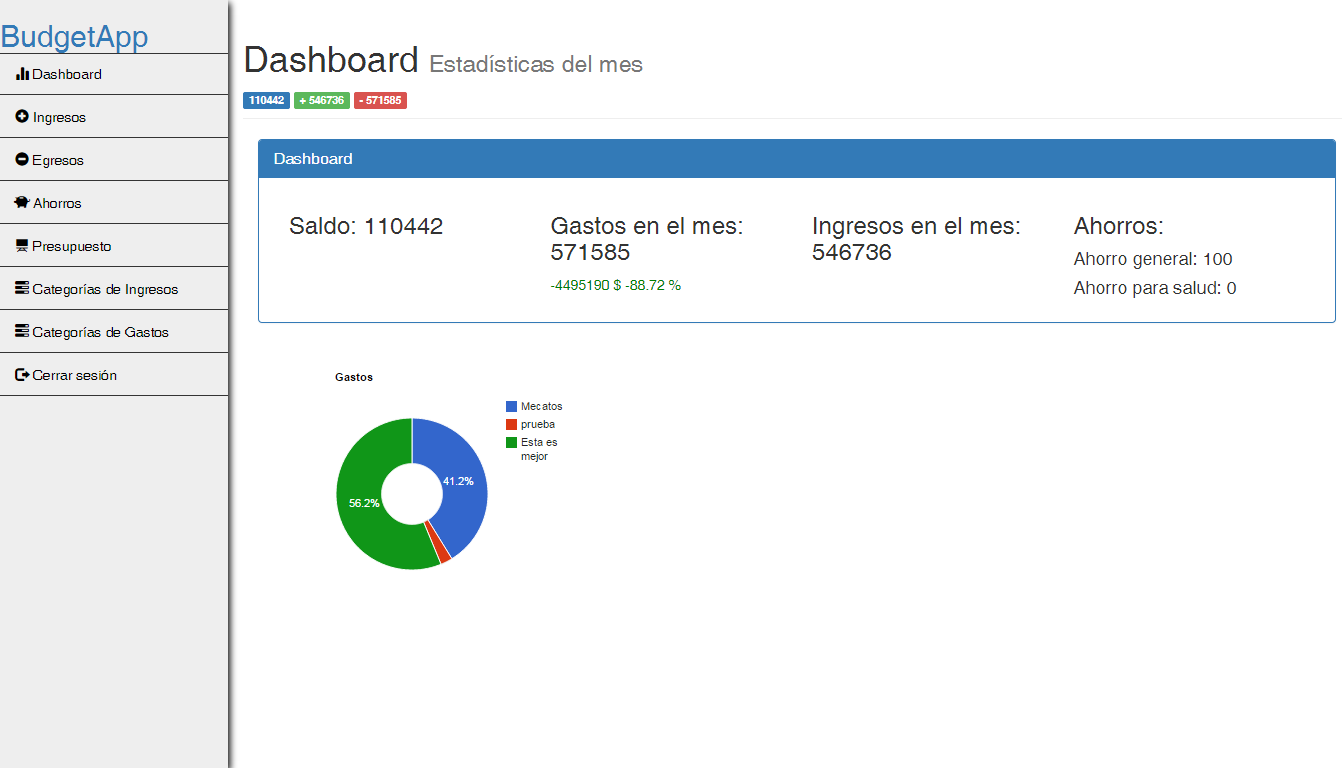 BudgetApp
Dashboard
Ingresos
Egresos
Ahorros
Presupuesto
Categorías de Ingresos
Categorías de Gastos
Cerrar sesión
Dashboard Estadísticas del mes
110442 + 546736 - 571585
Dashboard
Saldo: 110442
Gastos en el mes:
571585
-4495190 $ -88.72 %
Ingresos en el mes:
546736
Ahorros:
Ahorro general: 100
Ahorro para salud: 0
Gastos
Mecatos
prueba
Esta es
mejor
41.2%
56.2%